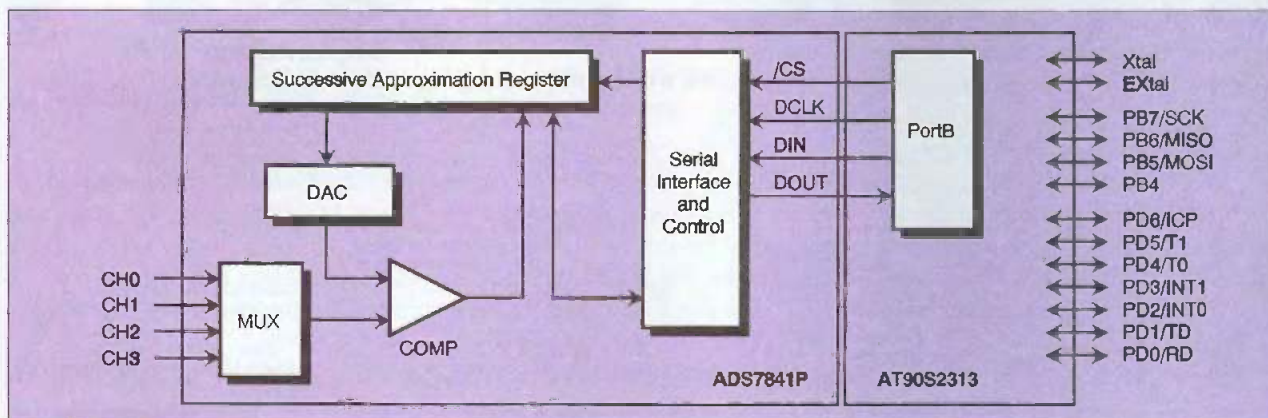 Successive Approximation Register
DAC
CH0
CH1
CH2
CH3
MUX
COMP
Serial
Interface
and
Control
/CS
DCLK
DIN
DOUT
ADS7841P
PortB
AT90S2313
Xtal
EXtal
PB7/SCK
PB6/MISO
PB5/MOSI
PB4
PD6/ICP
PD5/T1
PD4/T0
PD3/INT1
PD2/INT0
PD1/TD
PD0/RD